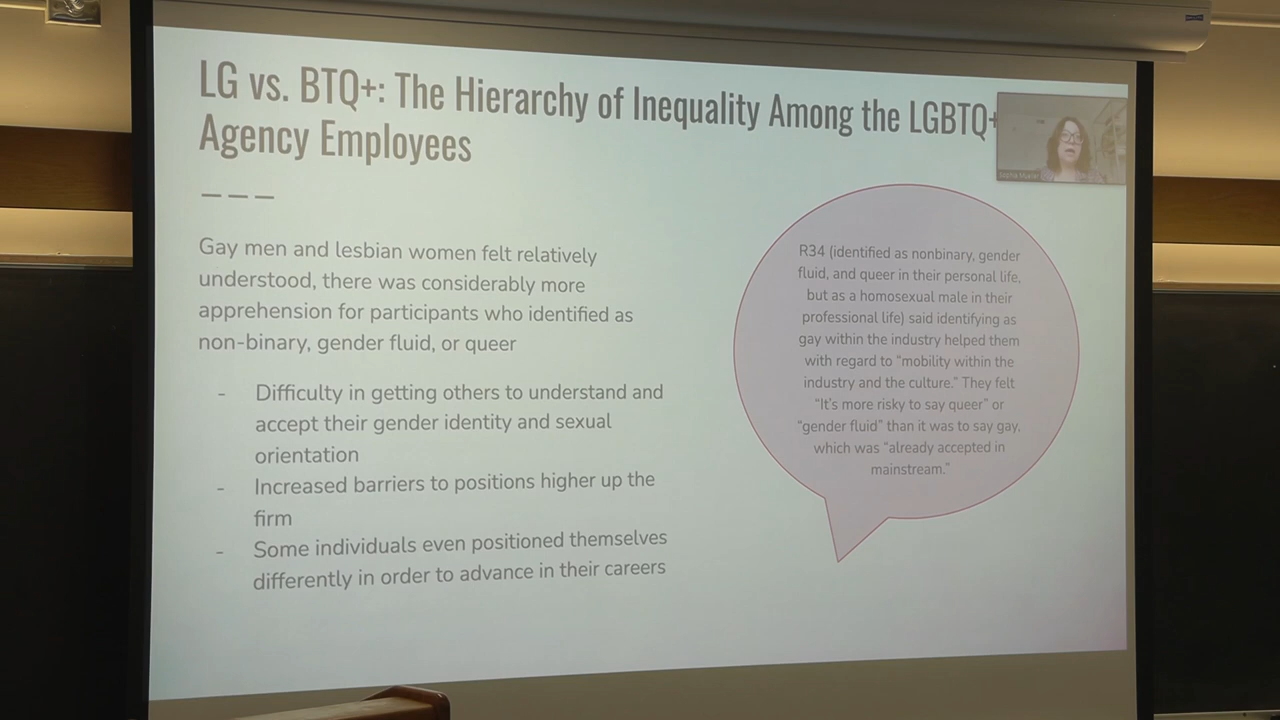 LG vs. BTQ+: The Hierarchy of Inequality Among the LGBTQ+
Agency Employees
Gay men and lesbian women felt relatively
understood, there was considerably more
apprehension for participants who identified as
non-binary, gender fluid, or queer
- Difficulty in getting others to understand and
accept their gender identity and sexual
orientation
- Increased barriers to positions higher up the
firm
- Some individuals even positioned themselves
differently in order to advance in their careers
R34 (identified as nonbinary, gender
fluid, and queer in their personal life,
but as a homosexual male in their
professional life) said identifying as
gay within the industry helped them
with regard to “mobility within the
industry and the culture.” They felt
“It’s more risky to say queer” or
“gender fluid” than it was to say gay,
which was “already accepted in
mainstream.”